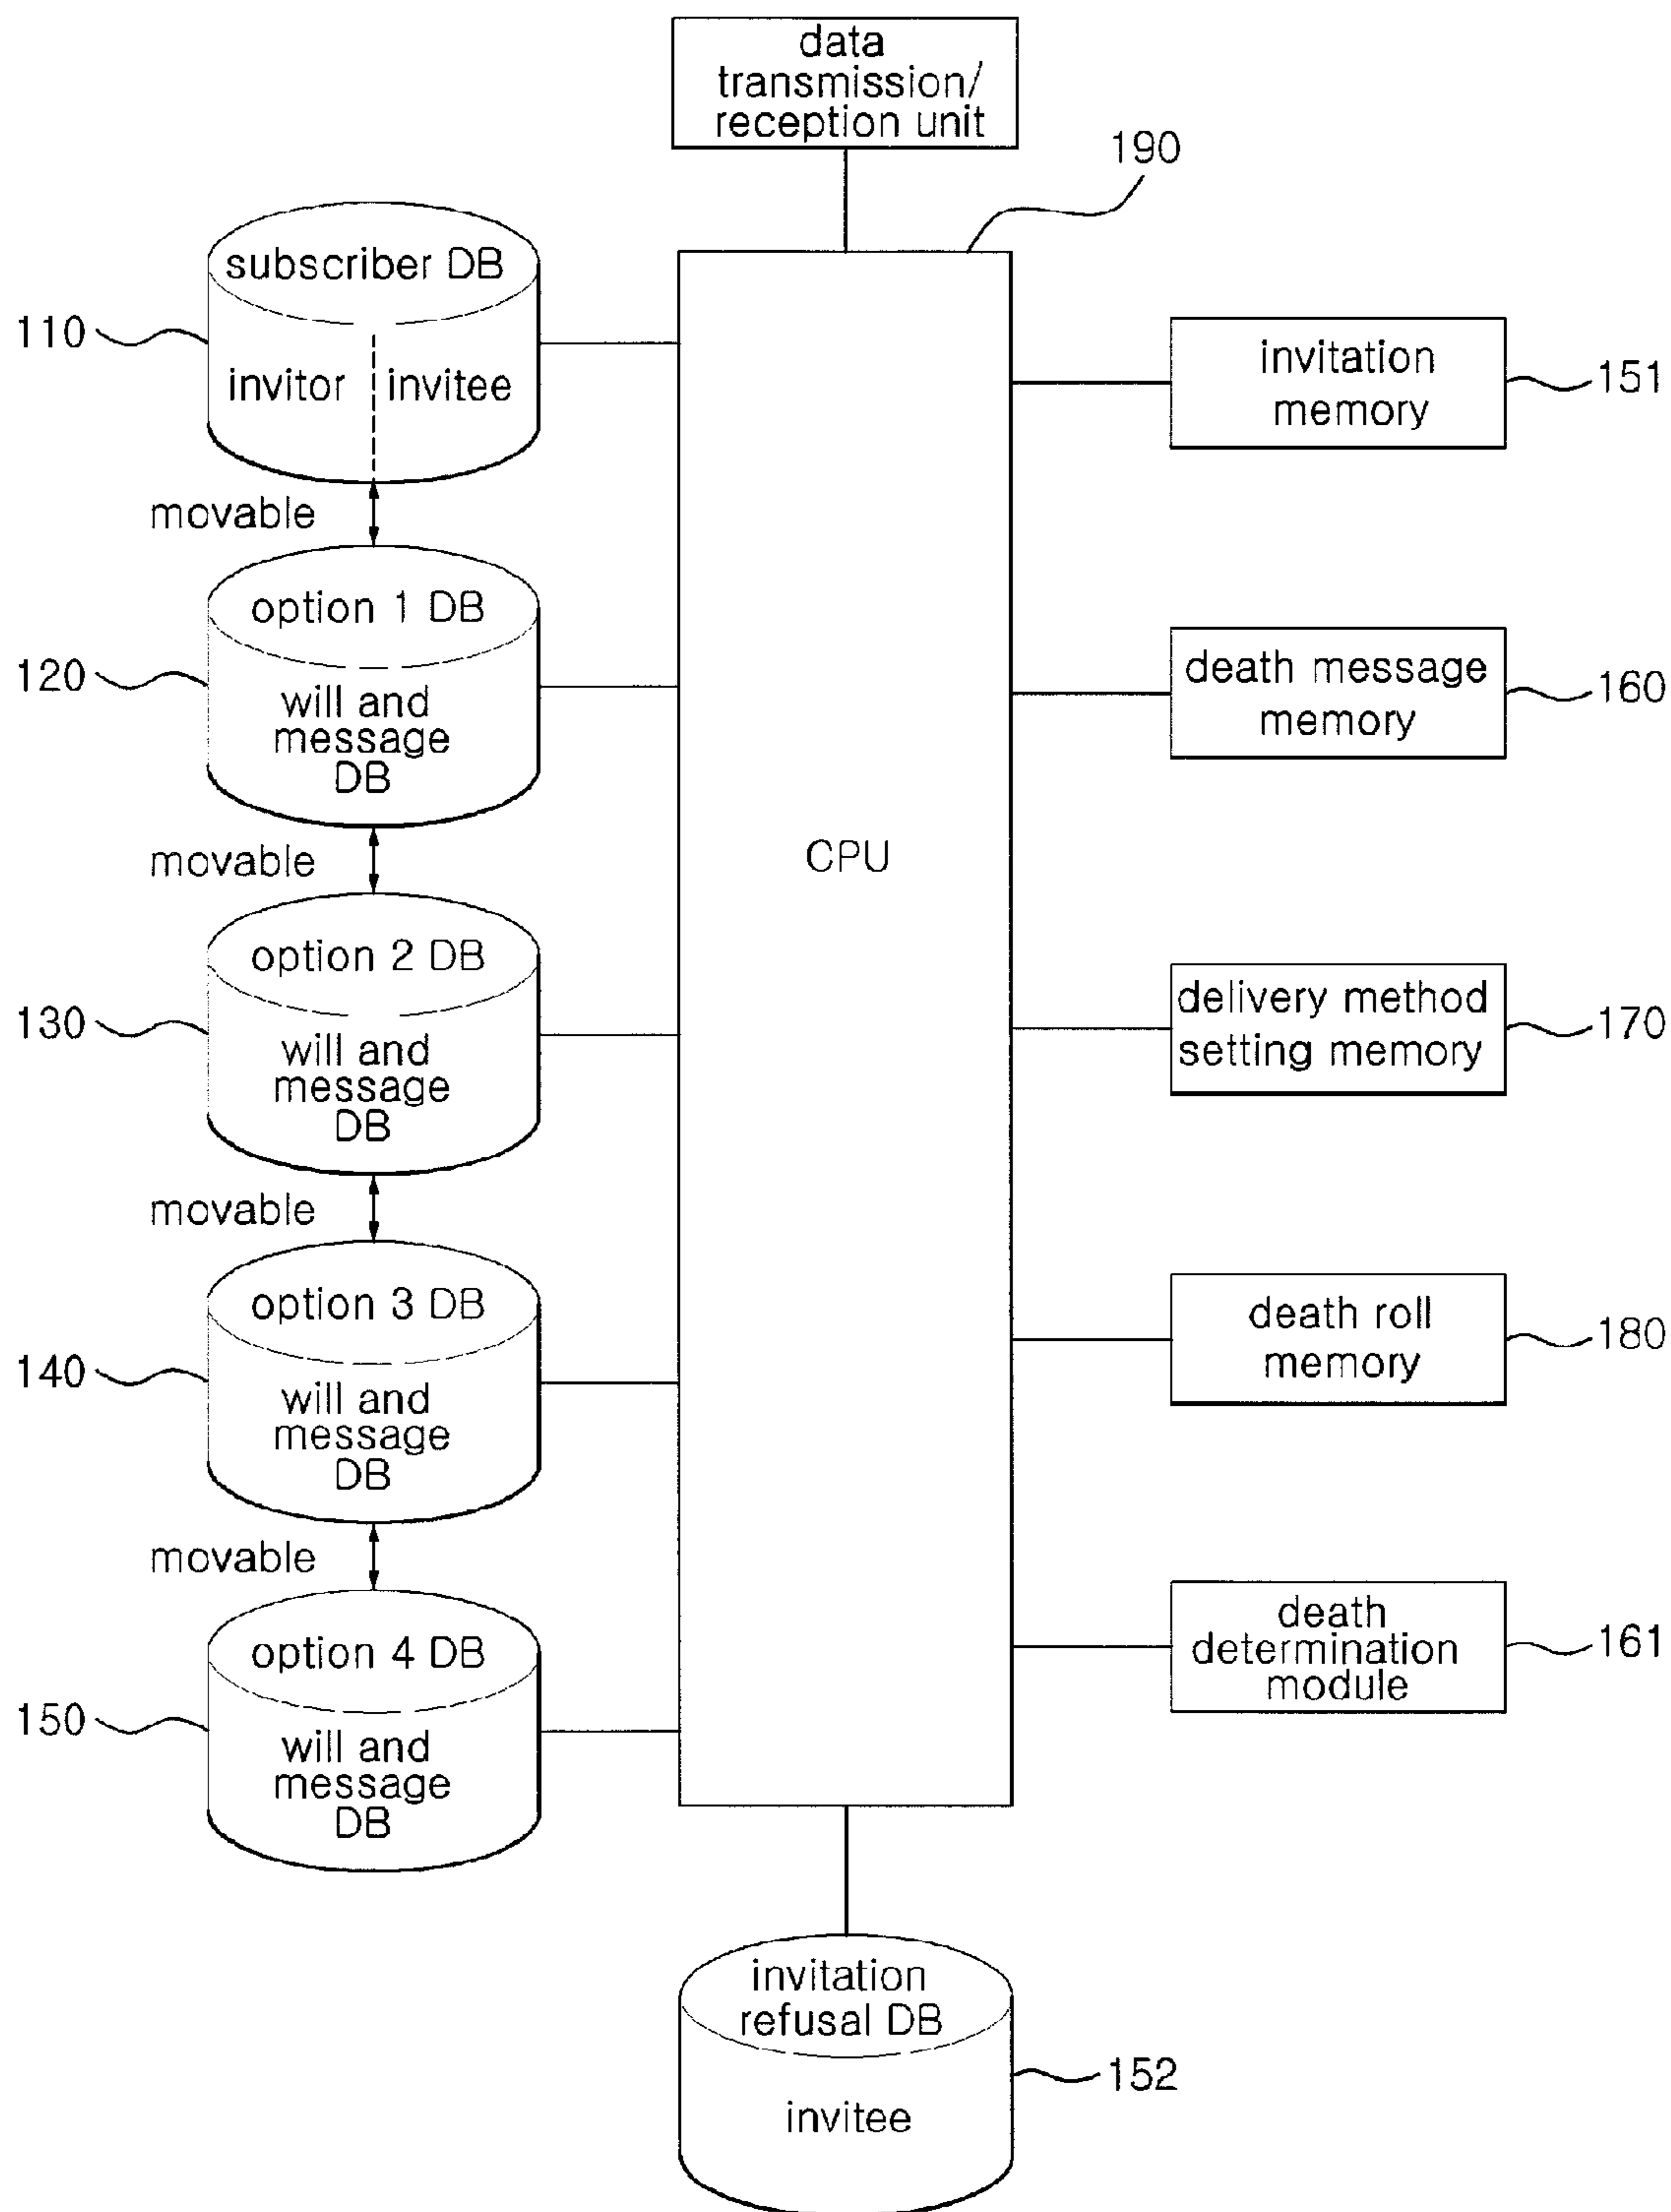 data
transmission/
reception unit
190
subscriber DB
110
invitor
invitee
movable
option 1 DB
120
will and
message
DB
movable
option 2 DB
130
will and
message
DB
movable
option 3 DB
140
will and
message
DB
movable
option 4 DB
150
will and
message
DB
CPU
invitation
memory
151
death message
memory
160
delivery method
setting memory
170
death roll
memory
180
death
determination
module
161
invitation
refusal DB
152
invitee